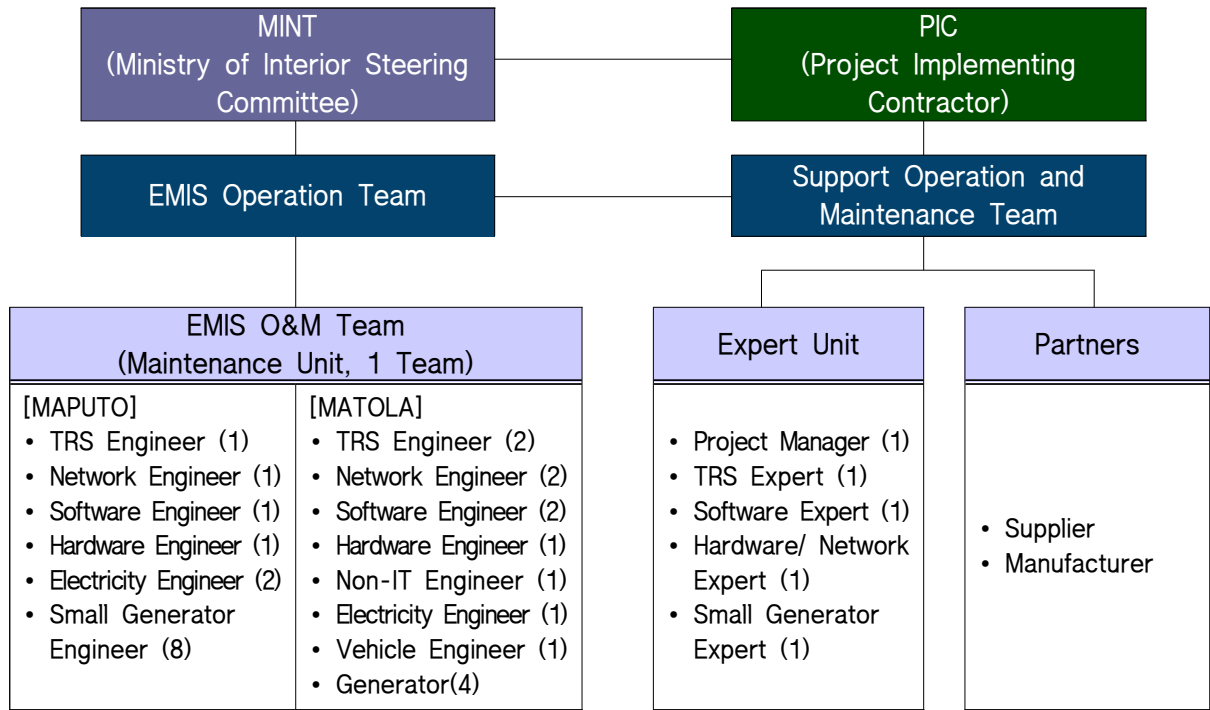 MINT
(Ministry of Interior Steering
Committee)
PIC
(Project Implementing
Contractor)
EMIS Operation Team
Support Operation and
Maintenance Team
EMIS O&M Team
(Maintenance Unit, 1 Team)
[MAPUTO]
• TRS Engineer (1)
• Network Engineer (1)
• Software Engineer (1)
• Hardware Engineer (1)
• Electricity Engineer (2)
• Small Generator
Engineer (8)
[MATOLA]
• TRS Engineer (2)
• Network Engineer (2)
• Software Engineer (2)
• Hardware Engineer (1)
• Non-IT Engineer (1)
• Electricity Engineer (1)
• Vehicle Engineer (1)
• Generator(4)
Expert Unit
• Project Manager (1)
• TRS Expert (1)
• Software Expert (1)
• Hardware/ Network
Expert (1)
• Small Generator
Expert (1)
Partners
• Supplier
• Manufacturer